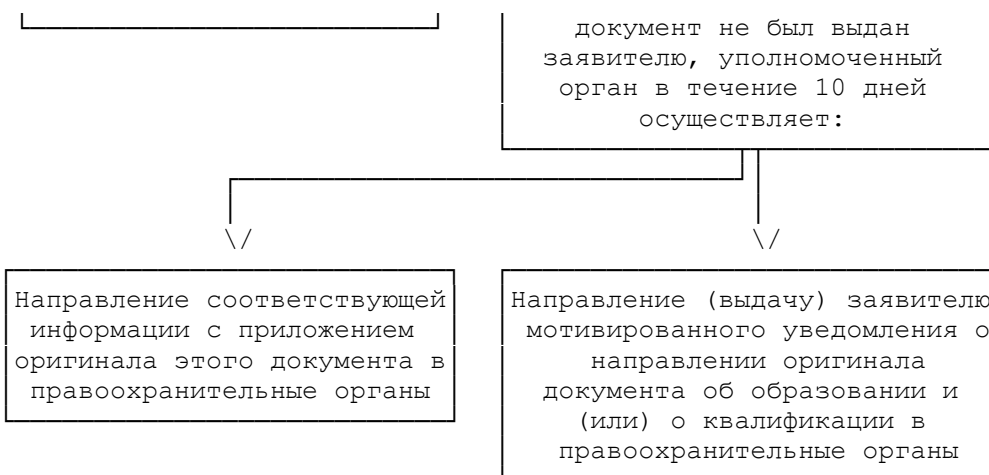 документ не был выдан
заявителю, уполномоченный
орган в течение 10 дней
осуществляет:
Направление соответствующей
информации с приложением
оригинала этого документа в
правоохранительные органы
Направление (выдачу) заявителю
мотивированного уведомления о
направлении оригинала
документа об образовании и
(или) о квалификации в
правоохранительные органы